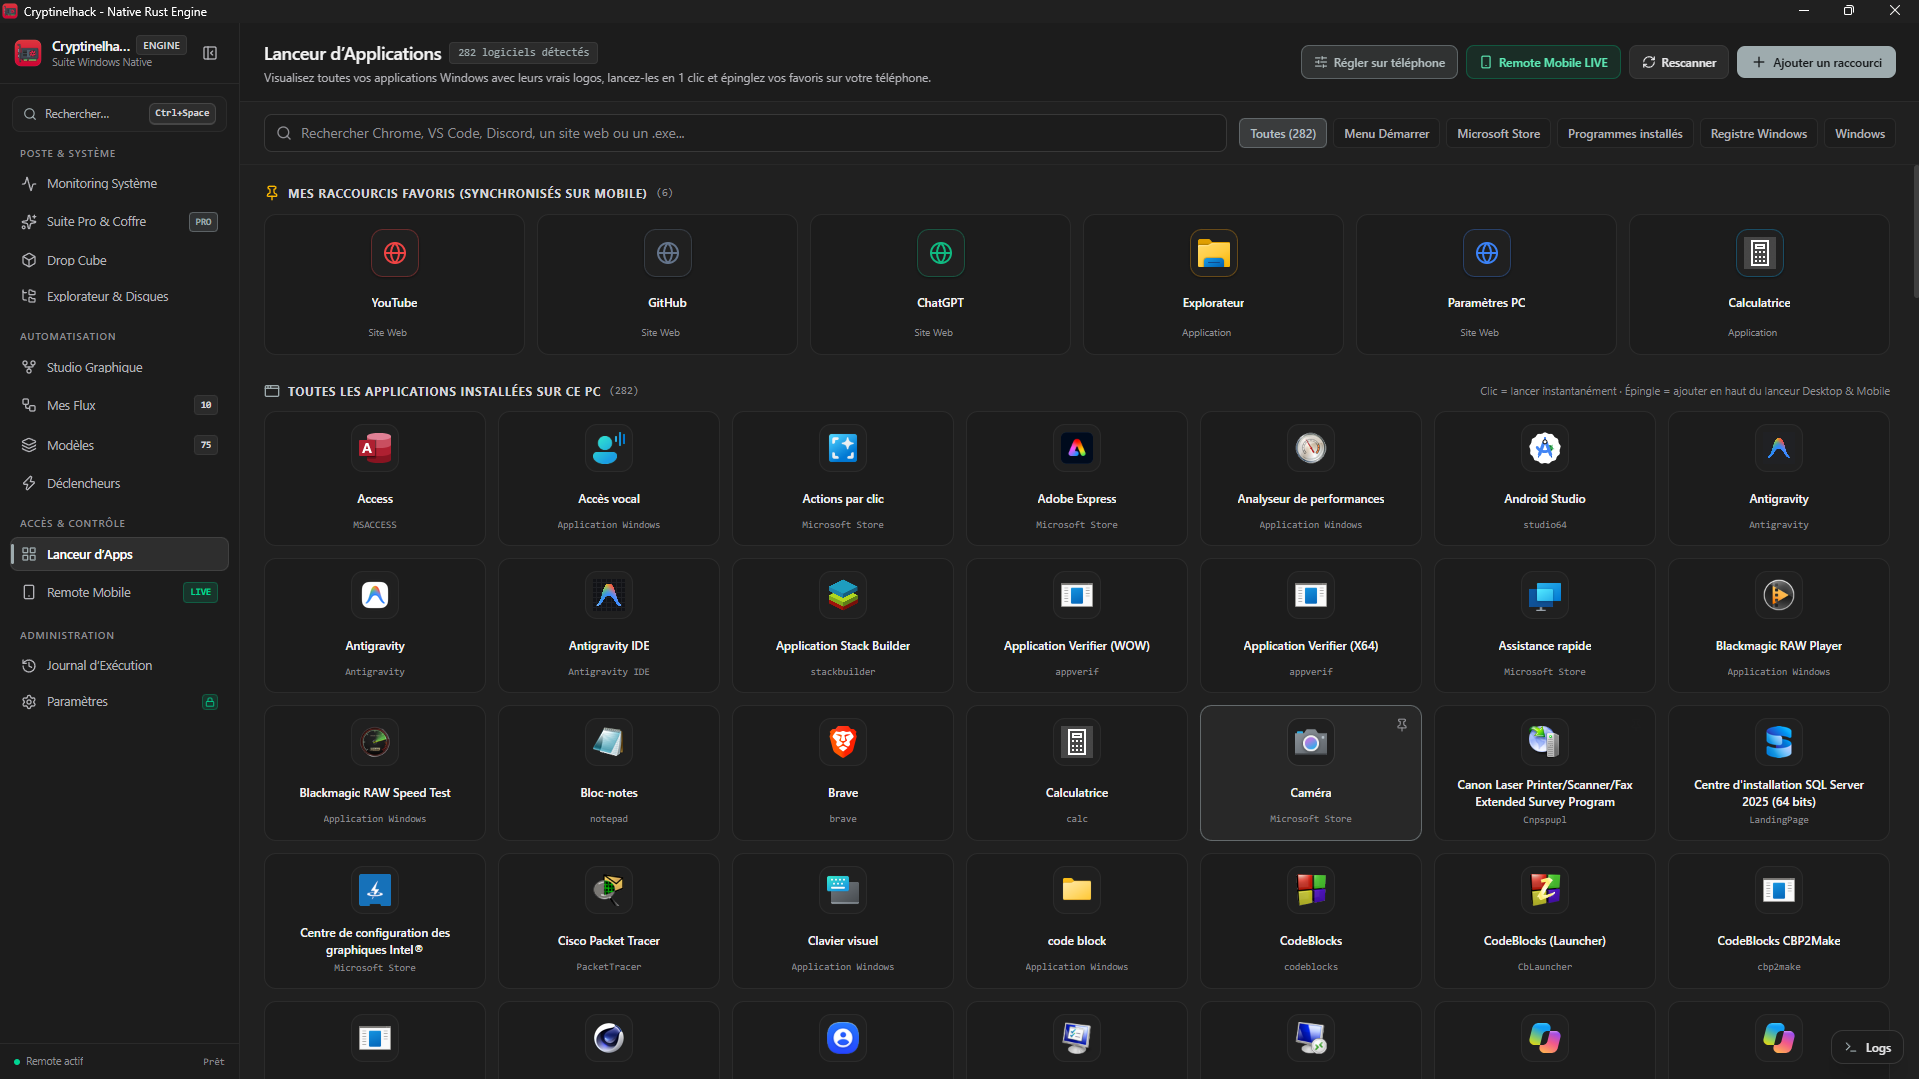 Cryptinelhack - Native Rust Engine
Cryptinelha...
ENGINE
Suite Windows Native
Rechercher...
Ctrl+Space
POSTE & SYSTÈME
Monitoring Système
Suite Pro & Coffre
PRO
Drop Cube
Explorateur & Disques
AUTOMATISATION
Studio Graphique
Mes Flux
10
Modèles
75
Déclencheurs
ACCÈS & CONTRÔLE
Lanceur d’Apps
Remote Mobile
LIVE
ADMINISTRATION
Journal d’Exécution
Paramètres
Remote actif
Prêt
Lanceur d’Applications
282 logiciels détectés
Visualisez toutes vos applications Windows avec leurs vrais logos, lancez-les en 1 clic et épinglez vos favoris sur votre téléphone.
Régler sur téléphone
Remote Mobile LIVE
Rescanner
Ajouter un raccourci
Rechercher Chrome, VS Code, Discord, un site web ou un .exe...
Toutes (282)
Menu Démarrer
Microsoft Store
Programmes installés
Registre Windows
Windows
MES RACCOURCIS FAVORIS (SYNCHRONISÉS SUR MOBILE) (6)
YouTube
Site Web
GitHub
Site Web
ChatGPT
Site Web
Explorateur
Application
Paramètres PC
Site Web
Calculatrice
Application
TOUTES LES APPLICATIONS INSTALLÉES SUR CE PC (282)
Clic = lancer instantanément · Épingle = ajouter en haut du lanceur Desktop & Mobile
Access
MSACCESS
Accès vocal
Application Windows
Actions par clic
Microsoft Store
Adobe Express
Microsoft Store
Analyseur de performances
Application Windows
Android Studio
studio64
Antigravity
Antigravity
Antigravity
Antigravity
Antigravity IDE
Antigravity IDE
Application Stack Builder
stackbuilder
Application Verifier (WOW)
appverif
Application Verifier (X64)
appverif
Assistance rapide
Microsoft Store
Blackmagic RAW Player
Application Windows
Blackmagic RAW Speed Test
Application Windows
Bloc-notes
notepad
Brave
brave
Calculatrice
calc
Caméra
Microsoft Store
Canon Laser Printer/Scanner/Fax
Extended Survey Program
Cnpspupl
Centre d'installation SQL Server
2025 (64 bits)
LandingPage
Centre de configuration des
graphiques Intel®
Microsoft Store
Cisco Packet Tracer
PacketTracer
Clavier visuel
Application Windows
code block
Application Windows
CodeBlocks
codeblocks
CodeBlocks (Launcher)
CbLauncher
CodeBlocks CBP2Make
cbp2make
Logs